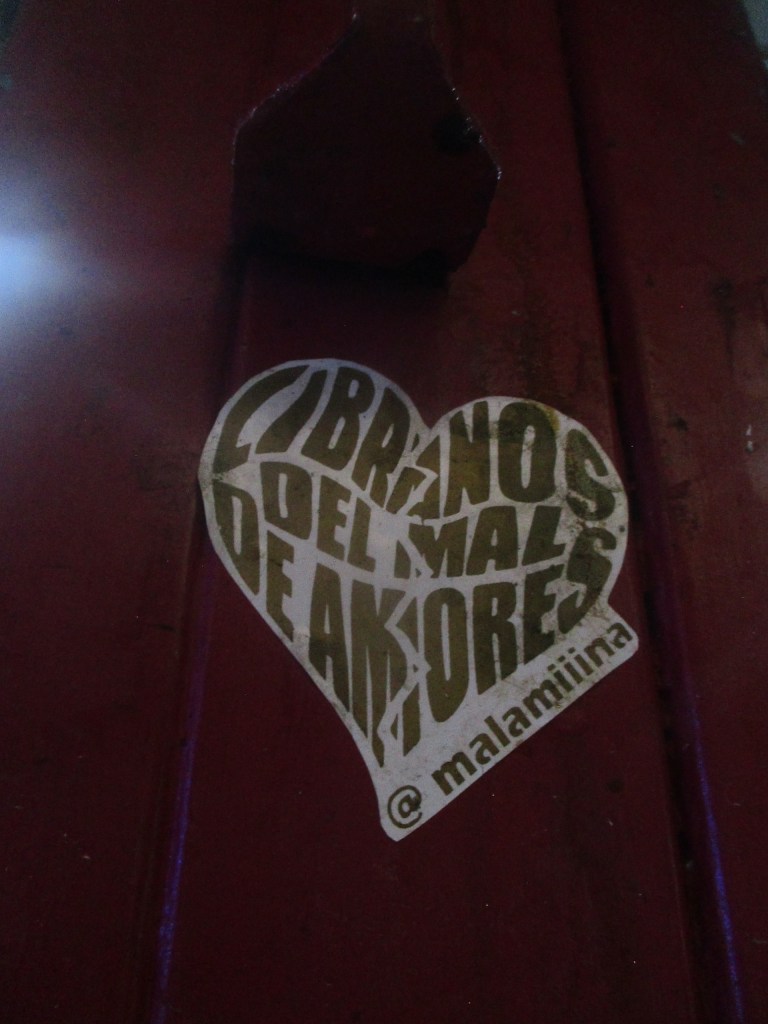 LIBRANOS
DEL MAL
DE AMORES
@malamiiina